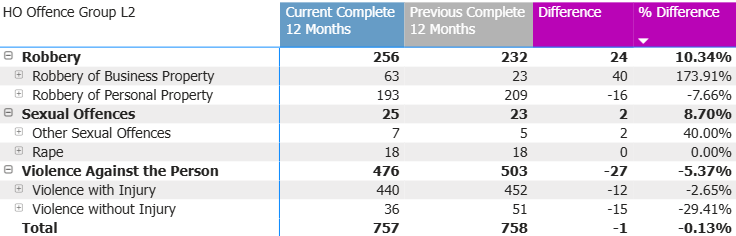 HO Offence Group L2 Current Complete 12 Months Previous Complete 12 Months Difference % Difference
Robbery 256 232 24 10.34%
Robbery of Business Property 63 23 40 173.91%
Robbery of Personal Property 193 209 -16 -7.66%
Sexual Offences 25 23 2 8.70%
Other Sexual Offences 7 5 2 40.00%
Rape 18 18 0 0.00%
Violence Against the Person 476 503 -27 -5.37%
Violence with Injury 440 452 -12 -2.65%
Violence without Injury 36 51 -15 -29.41%
Total 757 758 -1 -0.13%